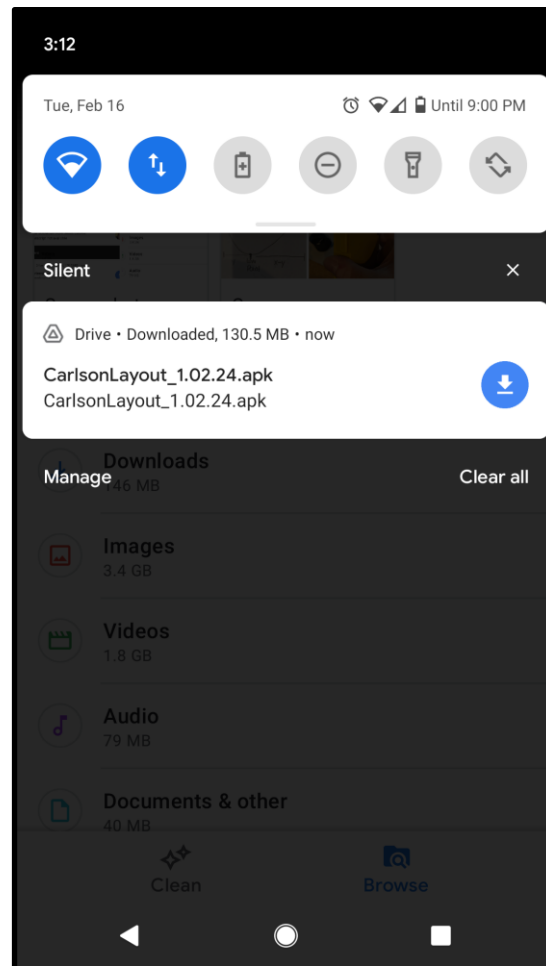 3:12
Tue, Feb 16
Until 9:00 PM
Silent
Drive • Downloaded, 130.5 MB • now
CarlsonLayout_1.02.24.apk
CarlsonLayout_1.02.24.apk
Downloads
146 MB
Manage
Clear all
Images
3.4 GB
Videos
1.8 GB
Audio
79 MB
Documents & other
40 MB
Clean
Browse